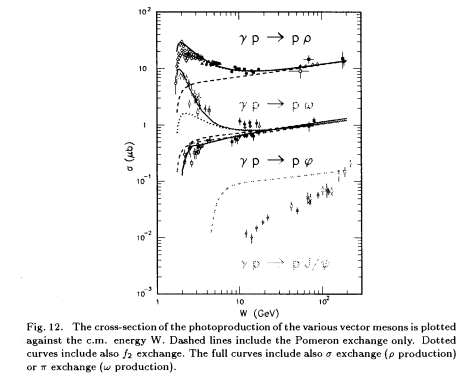 10²
10
1
10⁻¹
10⁻²
10⁻³
σ (μb)
γ p → p ρ
γ p → p ω
γ p → p φ
γ p → p J/ψ
1 10 10²
W (GeV)
Fig. 12. The cross-section of the photoproduction of the various vector mesons is plotted
against the c.m. energy W. Dashed lines include the Pomeron exchange only. Dotted
curves include also f₂ exchange. The full curves include also σ exchange (ρ production)
or π exchange (ω production).